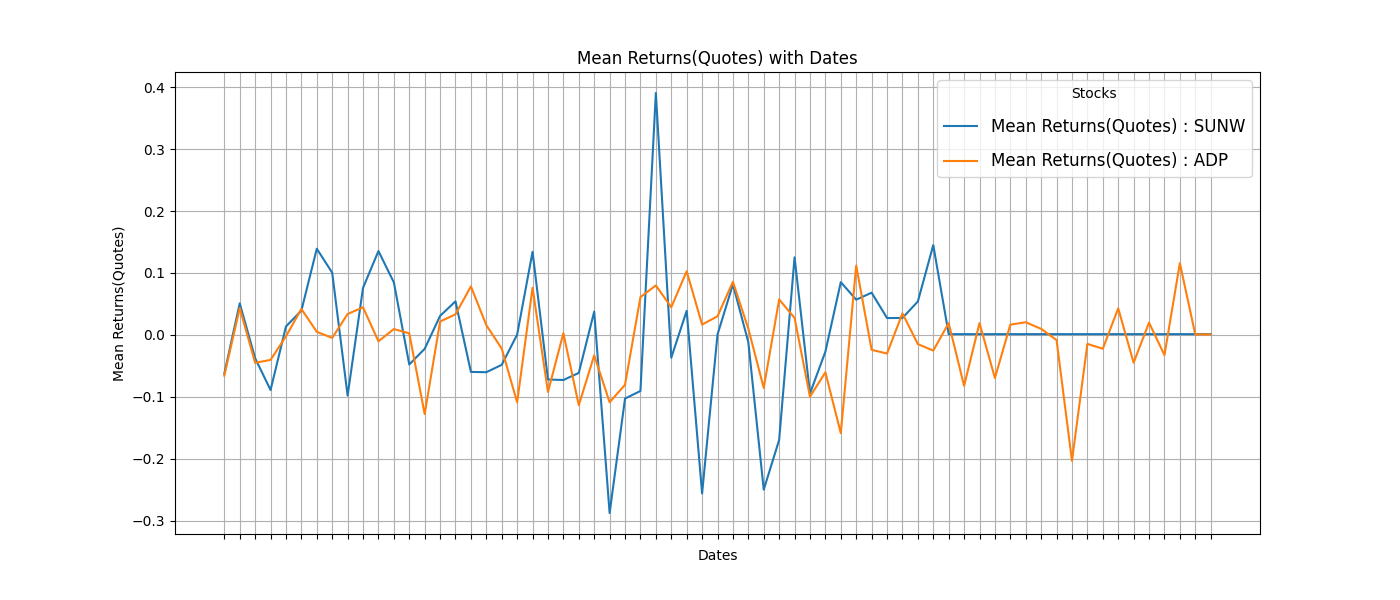 Mean Returns(Quotes) with Dates
Mean Returns(Quotes)
0.4
0.3
0.2
0.1
0.0
−0.1
−0.2
−0.3
Stocks
Mean Returns(Quotes) : SUNW
Mean Returns(Quotes) : ADP
Dates